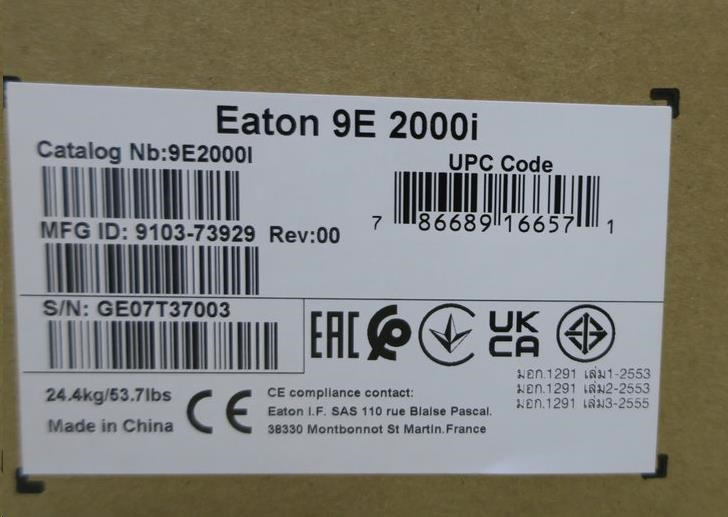 Eaton 9E 2000i
Catalog Nb:9E2000I
UPC Code
7 86689 16657 1
MFG ID: 9103-73929 Rev:00
S/N: GE07T37003
EAC
UK
CA
มอก.1291 เล่ม1-2553
มอก.1291 เล่ม2-2553
มอก.1291 เล่ม3-2555
24.4kg/53.7lbs
Made in China
CE
CE compliance contact:
Eaton I.F. SAS 110 rue Blaise Pascal.
38330 Montbonnot St Martin.France